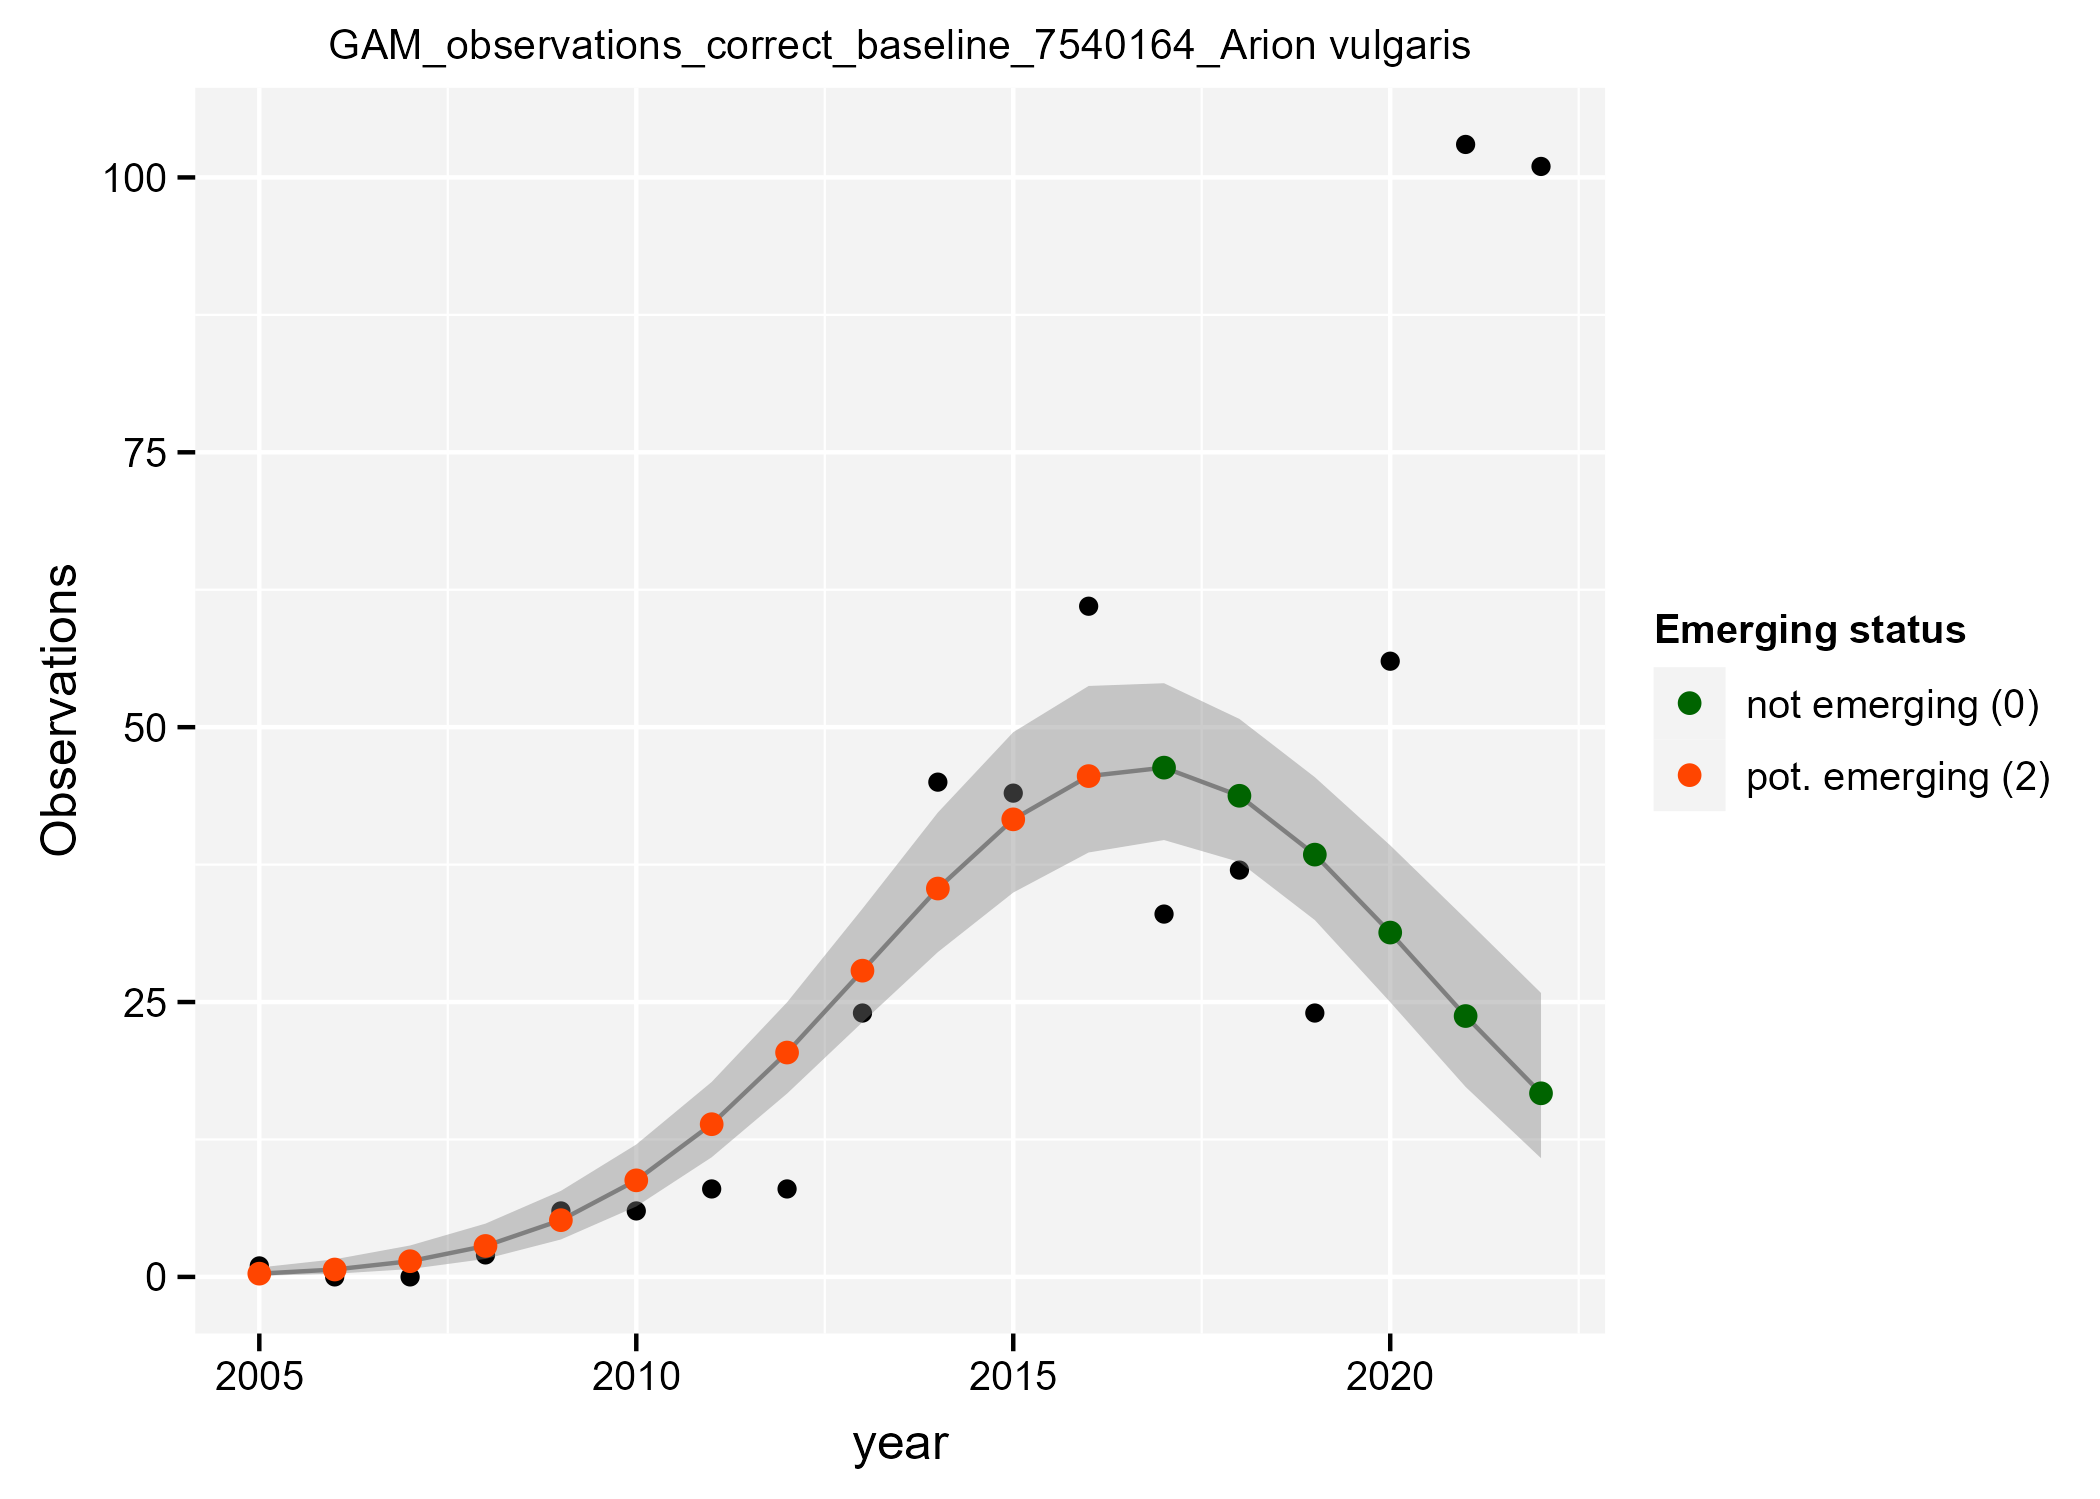 GAM_observations_correct_baseline_7540164_Arion vulgaris
100
75
50
25
0
Observations
2005
2010
2015
2020
year
Emerging status
not emerging (0)
pot. emerging (2)